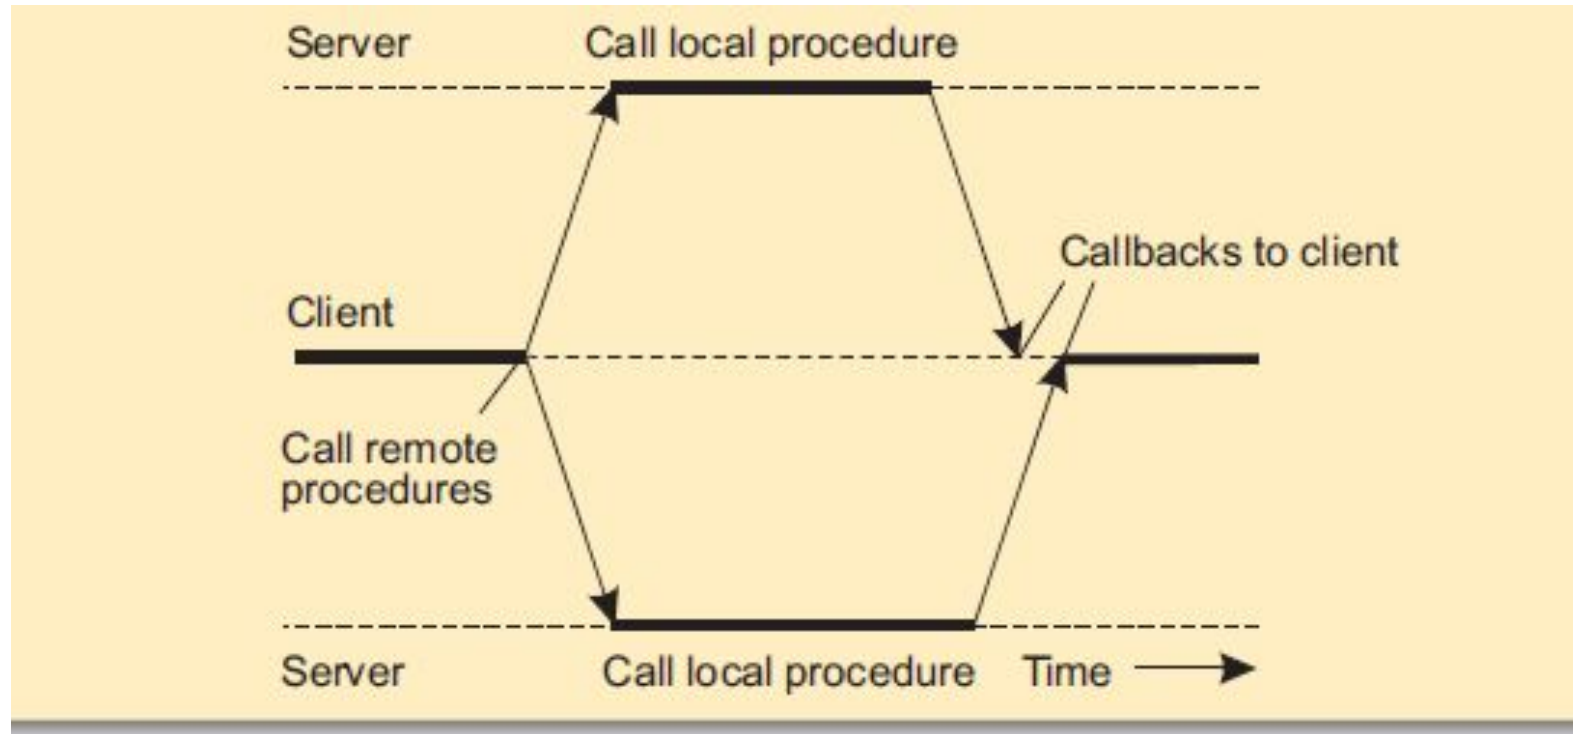 Server
Call local procedure
Callbacks to client
Client
Call remote
procedures
Server
Call local procedure
Time